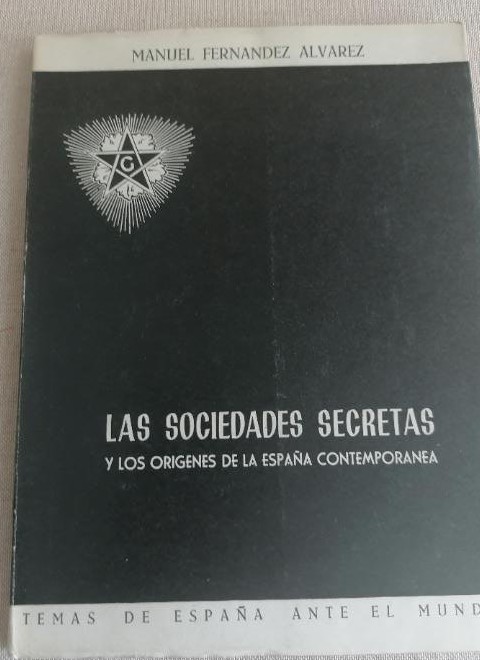 MANUEL FERNANDEZ ALVAREZ
G
LAS SOCIEDADES SECRETAS
Y LOS ORIGENES DE LA ESPAÑA CONTEMPORANEA
TEMAS DE ESPAÑA ANTE EL MUND